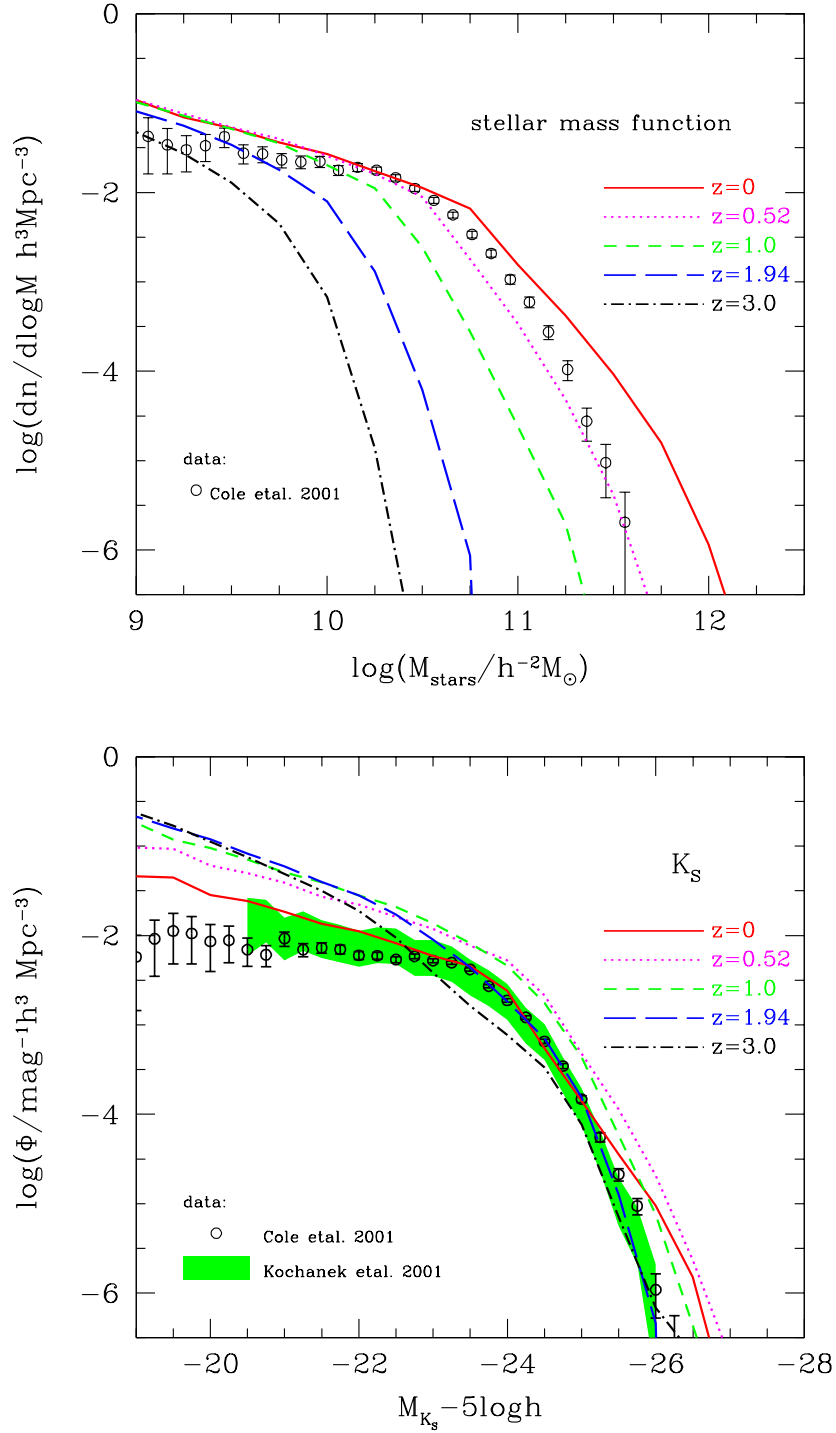 0
−2
−4
−6
log(dn/dlogM h³Mpc⁻³)
stellar mass function
z=0
z=0.52
z=1.0
z=1.94
z=3.0
data:
Cole etal. 2001
9
10
11
12
log(M_stars/h⁻²M_☉)
0
−2
−4
−6
log(Φ/mag⁻¹h³ Mpc⁻³)
K_S
z=0
z=0.52
z=1.0
z=1.94
z=3.0
data:
Cole etal. 2001
Kochanek etal. 2001
−20
−22
−24
−26
−28
M_{K_s}−5logh